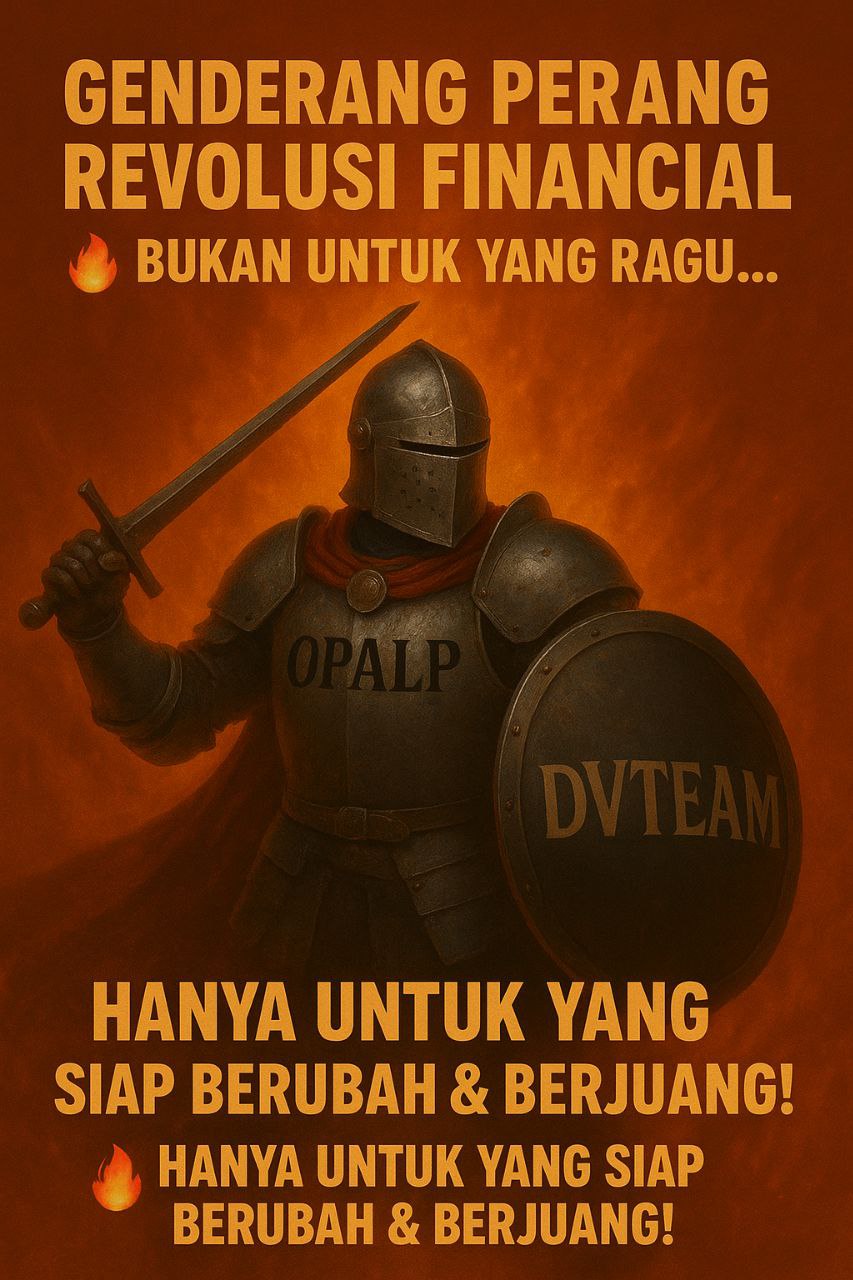 GENDERANG PERANG
REVOLUSI FINANCIAL
🔥 BUKAN UNTUK YANG RAGU...
OPALP
DVTEAM
HANYA UNTUK YANG
SIAP BERUBAH & BERJUANG!
🔥 HANYA UNTUK YANG SIAP
BERUBAH & BERJUANG!